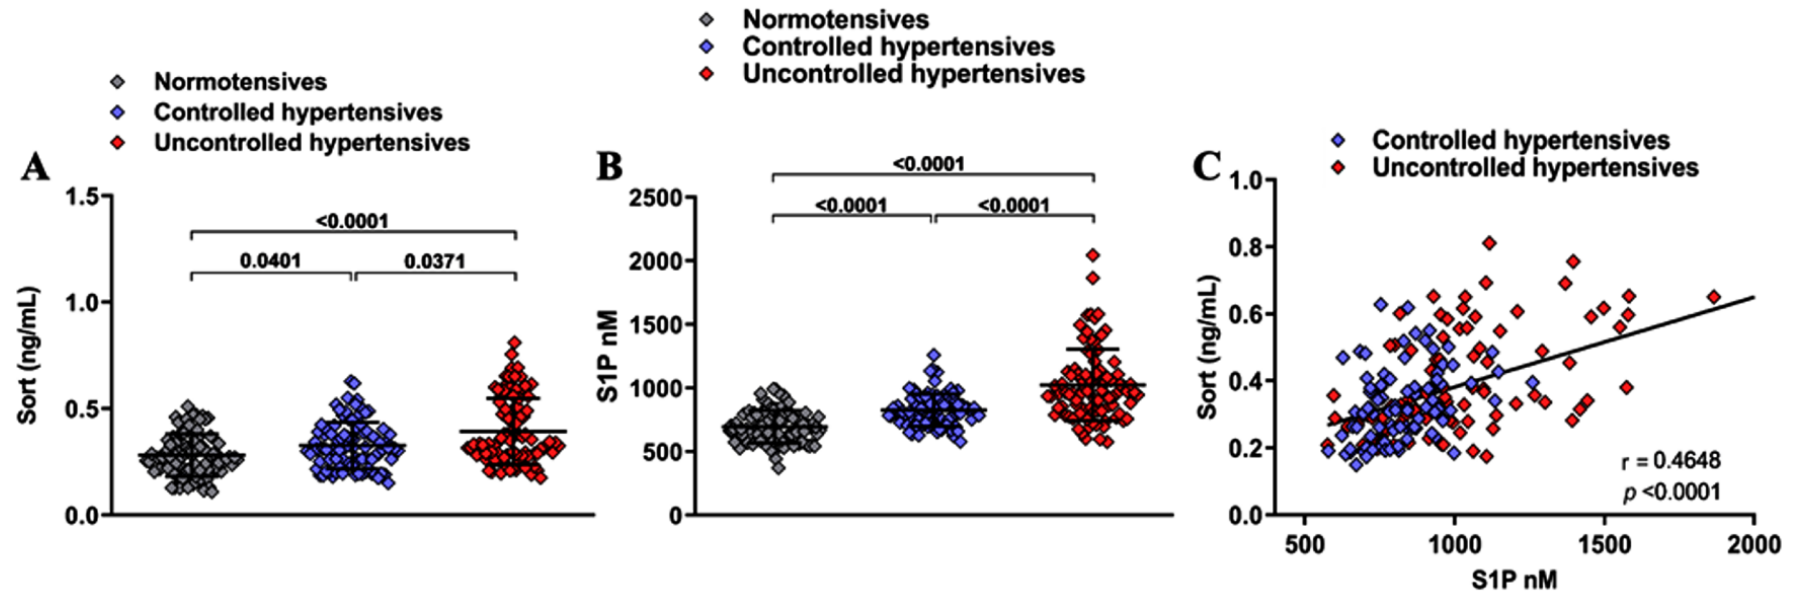 A
Normotensives
Controlled hypertensives
Uncontrolled hypertensives
<0.0001
0.0401
0.0371
1.5
1.0
0.5
0.0
Sort (ng/mL)
B
Normotensives
Controlled hypertensives
Uncontrolled hypertensives
<0.0001
<0.0001
<0.0001
2500
2000
1500
1000
500
0
S1P nM
C
Controlled hypertensives
Uncontrolled hypertensives
1.0
0.8
0.6
0.4
0.2
0.0
Sort (ng/mL)
r = 0.4648
p <0.0001
500
1000
1500
2000
S1P nM